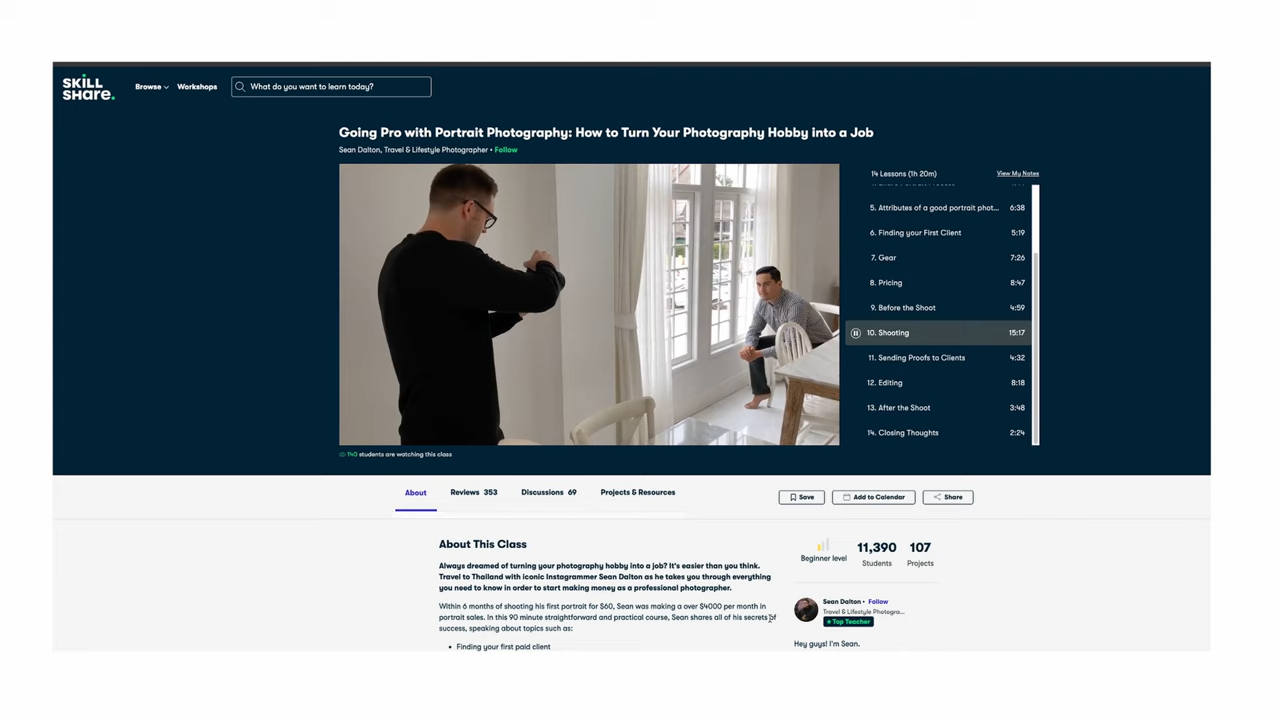 SKILL
SHare.
Browse
Workshops
What do you want to learn today?
Going Pro with Portrait Photography: How to Turn Your Photography Hobby into a Job
Sean Dalton, Travel & Lifestyle Photographer • Follow
14 Lessons (1h 20m)
View My Notes
5. Attributes of a good portrait phot... 6:38
6. Finding your First Client 5:19
7. Gear 7:26
8. Pricing 8:47
9. Before the Shoot 4:59
10. Shooting 15:17
11. Sending Proofs to Clients 4:32
12. Editing 8:18
13. After the Shoot 3:48
14. Closing Thoughts 2:24
140 students are watching this class
About
Reviews 353
Discussions 69
Projects & Resources
Save
Add to Calendar
Share
About This Class
Always dreamed of turning your photography hobby into a job? It's easier than you think.
Travel to Thailand with iconic Instagrammer Sean Dalton as he takes you through everything
you need to know in order to start making money as a professional photographer.
Within 6 months of shooting his first portrait for $60, Sean was making a over $4000 per month in
portrait sales. In this 90 minute straightforward and practical course, Sean shares all of his secrets of
success, speaking about topics such as:
• Finding your first paid client
Beginner level
11,390
Students
107
Projects
Sean Dalton • Follow
Travel & Lifestyle Photogra...
Top Teacher
Hey guys! I'm Sean.